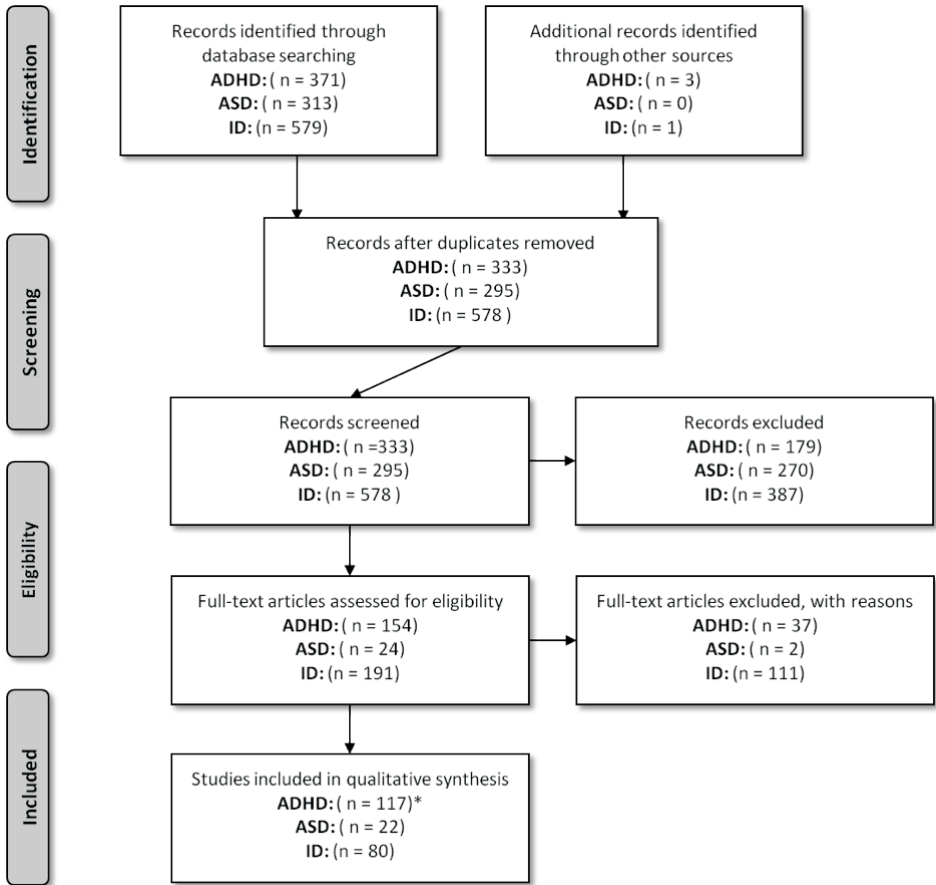 Identification
Records identified through
database searching
ADHD: ( n = 371)
ASD: ( n = 313)
ID: (n = 579)
Additional records identified
through other sources
ADHD: ( n = 3)
ASD: ( n = 0)
ID: ( n = 1)
Screening
Records after duplicates removed
ADHD: ( n = 333)
ASD: ( n = 295)
ID: (n = 578 )
Records screened
ADHD: ( n =333)
ASD: ( n = 295)
ID: (n = 578 )
Records excluded
ADHD: ( n = 179)
ASD: ( n = 270)
ID: (n = 387)
Eligibility
Full-text articles assessed for eligibility
ADHD: ( n = 154)
ASD: ( n = 24)
ID: (n = 191)
Full-text articles excluded, with reasons
ADHD: ( n = 37)
ASD: ( n = 2)
ID: (n = 111)
Included
Studies included in qualitative synthesis
ADHD: (n = 117)*
ASD: ( n = 22)
ID: (n = 80)